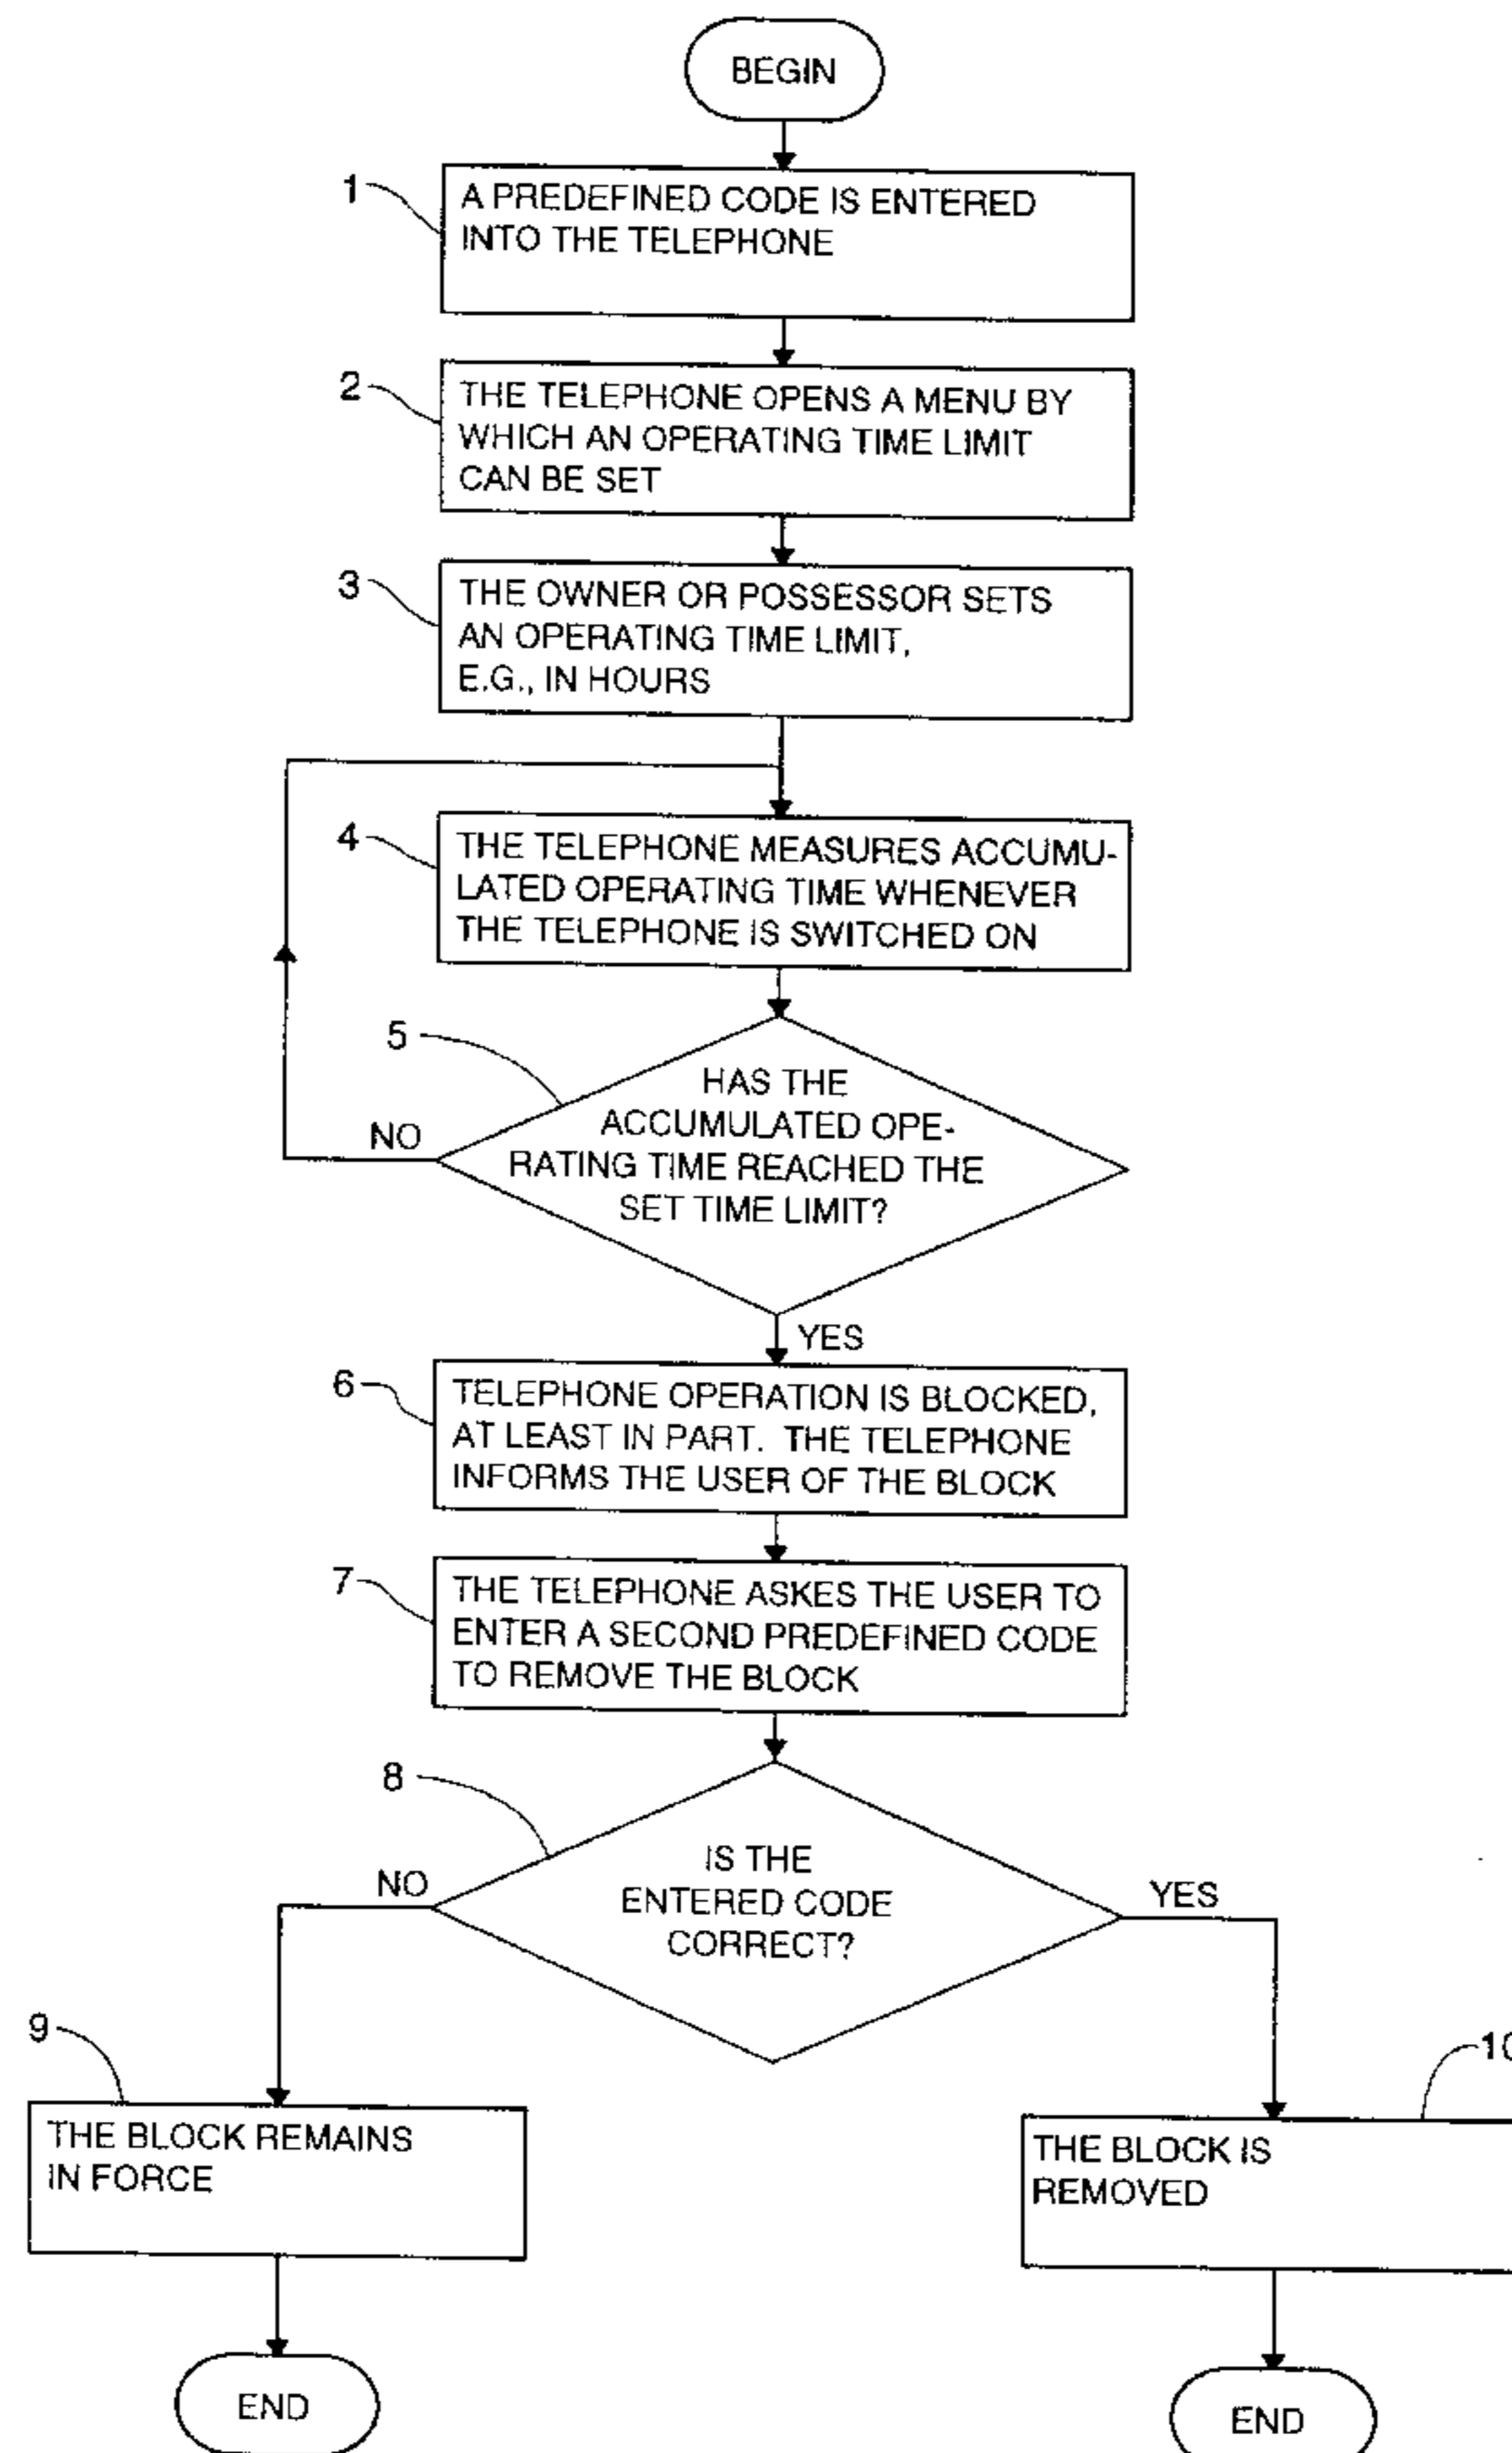 BEGIN
1
A PREDEFINED CODE IS ENTERED
INTO THE TELEPHONE
2
THE TELEPHONE OPENS A MENU BY
WHICH AN OPERATING TIME LIMIT
CAN BE SET
3
THE OWNER OR POSSESSOR SETS
AN OPERATING TIME LIMIT,
E.G., IN HOURS
4
THE TELEPHONE MEASURES ACCUMU-
LATED OPERATING TIME WHENEVER
THE TELEPHONE IS SWITCHED ON
5
HAS THE
ACCUMULATED OPE-
RATING TIME REACHED THE
SET TIME LIMIT?
NO
YES
6
TELEPHONE OPERATION IS BLOCKED,
AT LEAST IN PART. THE TELEPHONE
INFORMS THE USER OF THE BLOCK
7
THE TELEPHONE ASKES THE USER TO
ENTER A SECOND PREDEFINED CODE
TO REMOVE THE BLOCK
8
IS THE
ENTERED CODE
CORRECT?
NO
YES
9
THE BLOCK REMAINS
IN FORCE
10
THE BLOCK IS
REMOVED
END
END